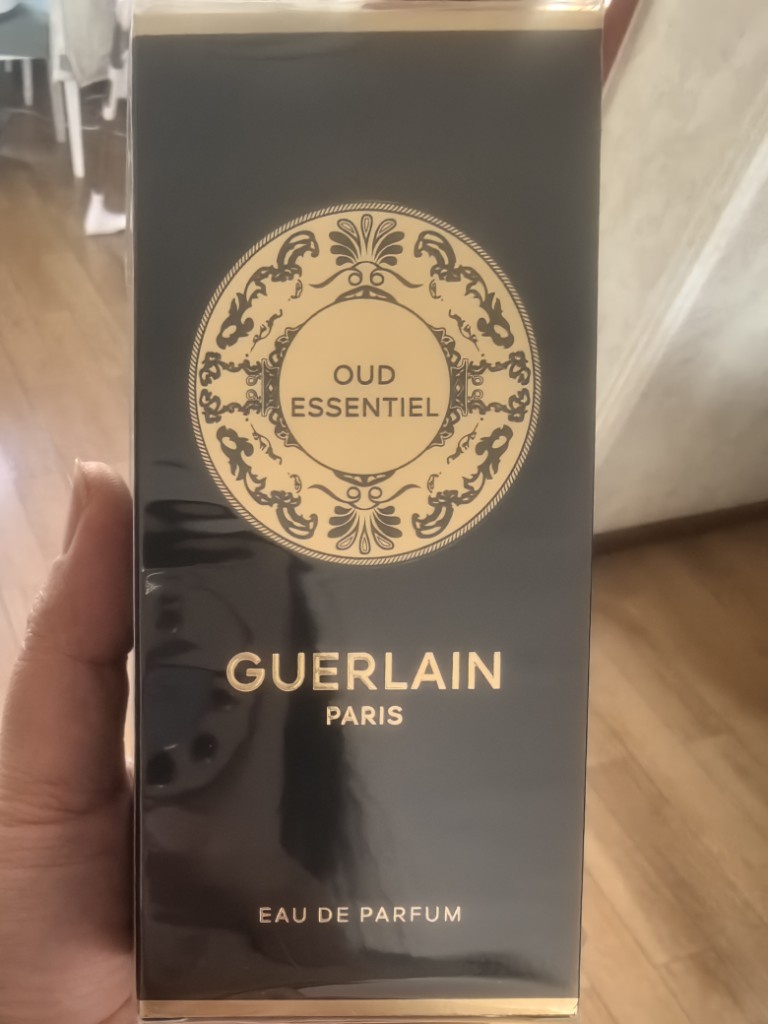 OUD
ESSENTIEL
GUERLAIN
PARIS
EAU DE PARFUM